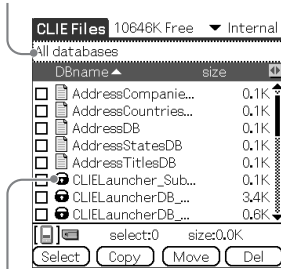 CLIE Files 10646K Free ▼ Internal
All databases
DBname ▲ size
AddressCompanie... 0.1K
AddressCountries... 0.1K
AddressDB 0.1K
AddressStatesDB 0.1K
AddressTitlesDB 0.1K
CLIELauncher_Sub... 0.1K
CLIELauncherDB_... 3.4K
CLIELauncherDB_... 0.6K
select:0 size:0.0K
Select Copy Move Del